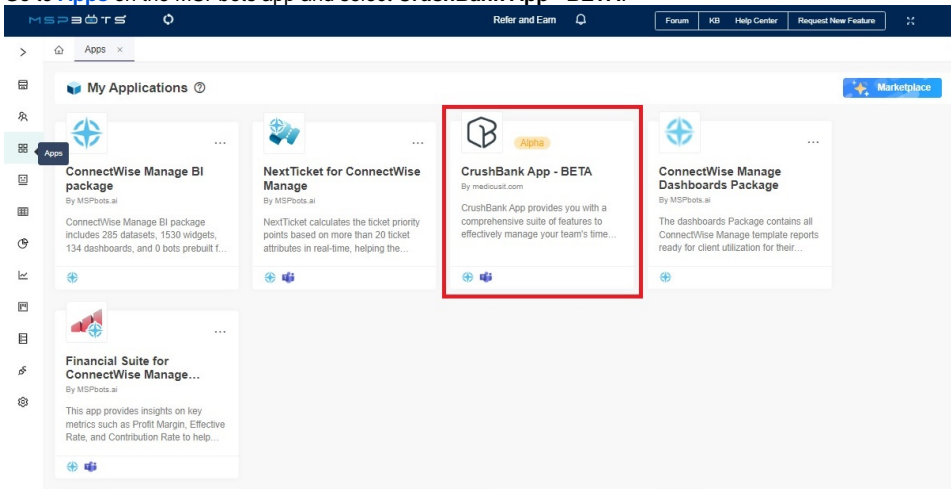 Go to Apps on the MSPbots app and select CrushBank App - BETA.
MSPBOTS
Refer and Earn
Forum KB Help Center Request New Feature
Apps ×
My Applications
Marketplace
Apps
Alpha
ConnectWise Manage BI
package
By MSPBots.ai
ConnectWise Manage BI package
includes 285 datasets, 1530 widgets,
134 dashboards, and 0 bots prebuilt f...
NextTicket for ConnectWise
Manage
By MSPBots.ai
NextTicket calculates the ticket priority
points based on more than 20 ticket
attributes in real-time, helping the...
CrushBank App - BETA
By medicusit.com
CrushBank App provides you with a
comprehensive suite of features to
effectively manage your team's time...
ConnectWise Manage
Dashboards Package
By MSPbots.ai
The dashboards Package contains all
ConnectWise Manage template reports
ready for client utilization for their...
Financial Suite for
ConnectWise Manage...
By MSPbots.ai
This app provides insights on key
metrics such as Profit Margin, Effective
Rate, and Contribution Rate to help...